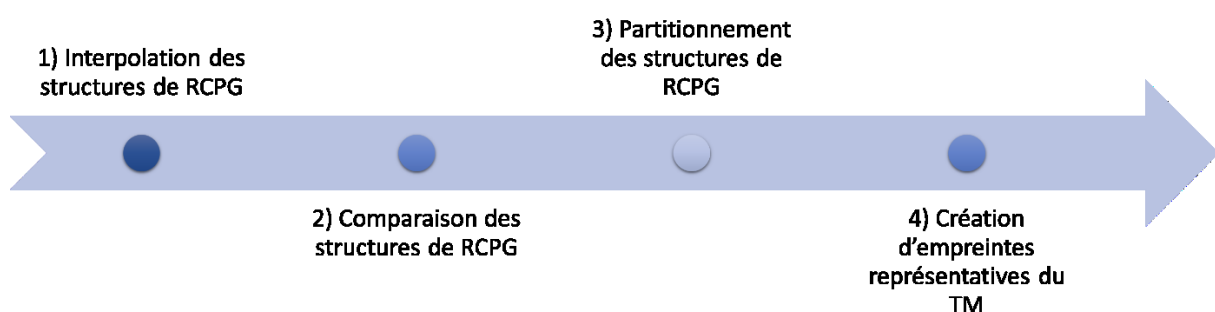 1) Interpolation des
structures de RCPG
2) Comparaison des
structures de RCPG
3) Partitionnement
des structures de
RCPG
4) Création
d’empreintes
représentatives du
TM